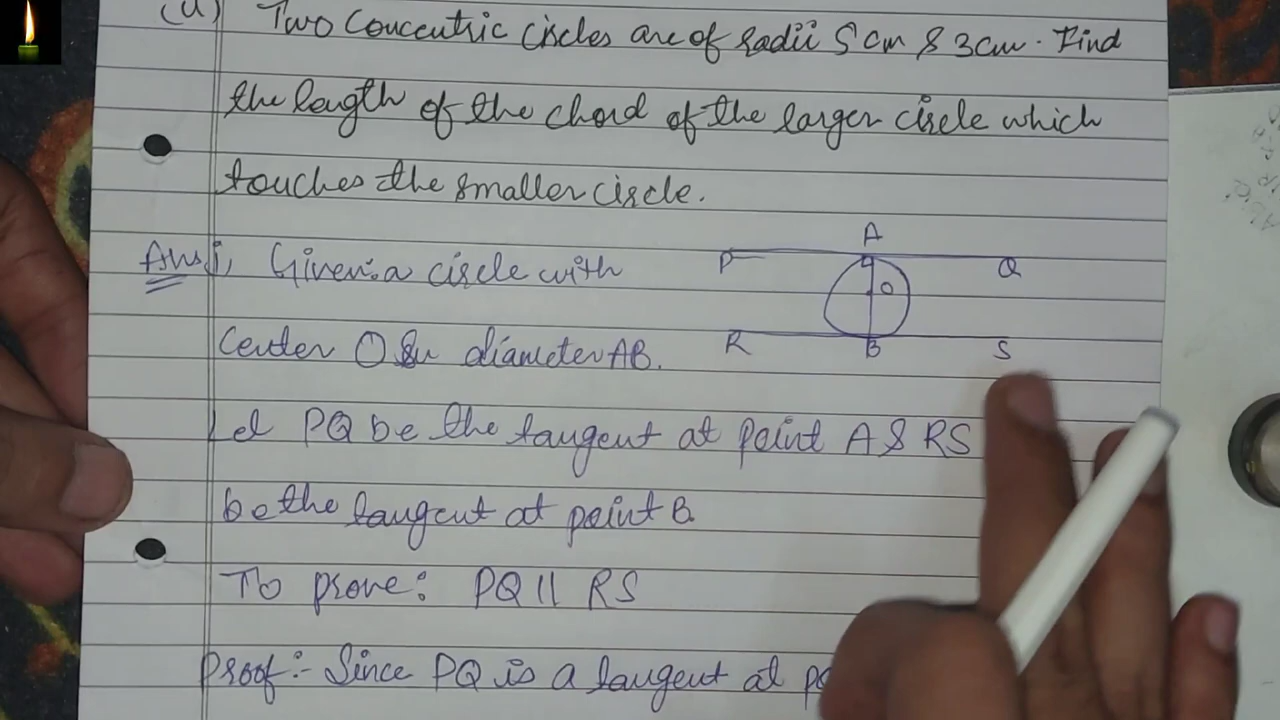 (ii) Two Concentric circles are of radii 5 cm & 3cm. Find
the length of the chord of the larger circle which
touches the smaller circle.
Ans i, Given:- a circle with
A
P Q
O
center O & diameter AB.
R B S
Let PQ be the tangent at point A & RS
be the tangent at point B.
To prove: PQ || RS
Proof:- Since PQ is a tangent at